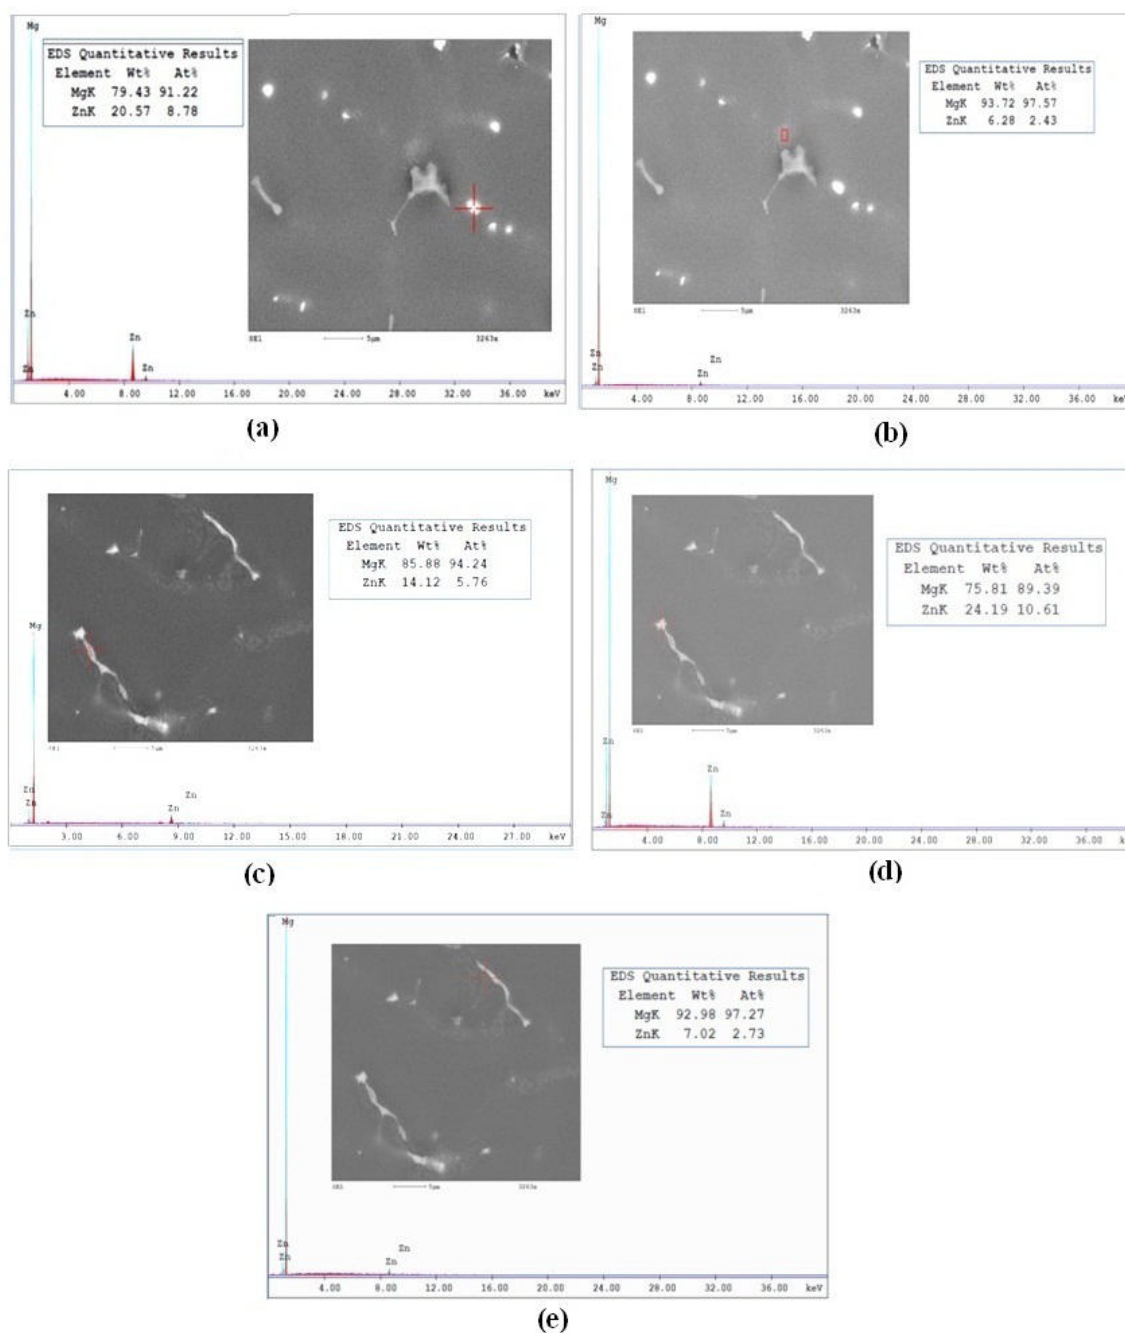 Mg
EDS Quantitative Results
Element Wt% At%
MgK 79.43 91.22
ZnK 20.57 8.78
SE1 5µm 3263x
Zn
Zn
Zn
Zn
4.00 8.00 12.00 16.00 20.00 24.00 28.00 32.00 36.00 keV
(a)
Mg
EDS Quantitative Results
Element Wt% At%
MgK 93.72 97.57
ZnK 6.28 2.43
SE1 5µm 3263x
Zn
Zn
Zn
Zn
4.00 8.00 12.00 16.00 20.00 24.00 28.00 32.00 36.00 ke
(b)
EDS Quantitative Results
Element Wt% At%
MgK 85.88 94.24
ZnK 14.12 5.76
Mg
3263x
Zn
Zn
Zn
Zn
3.00 6.00 9.00 12.00 15.00 18.00 21.00 24.00 27.00 keV
(c)
Mg
EDS Quantitative Results
Element Wt% At%
MgK 75.81 89.39
ZnK 24.19 10.61
5µm 3263x
Zn
Zn
Zn
Zn
4.00 8.00 12.00 16.00 20.00 24.00 28.00 32.00 36.00 k
(d)
Mg
EDS Quantitative Results
Element Wt% At%
MgK 92.98 97.27
ZnK 7.02 2.73
5µm 3263x
Zn
Zn
Zn
Zn
4.00 8.00 12.00 16.00 20.00 24.00 28.00 32.00 36.00 keV
(e)